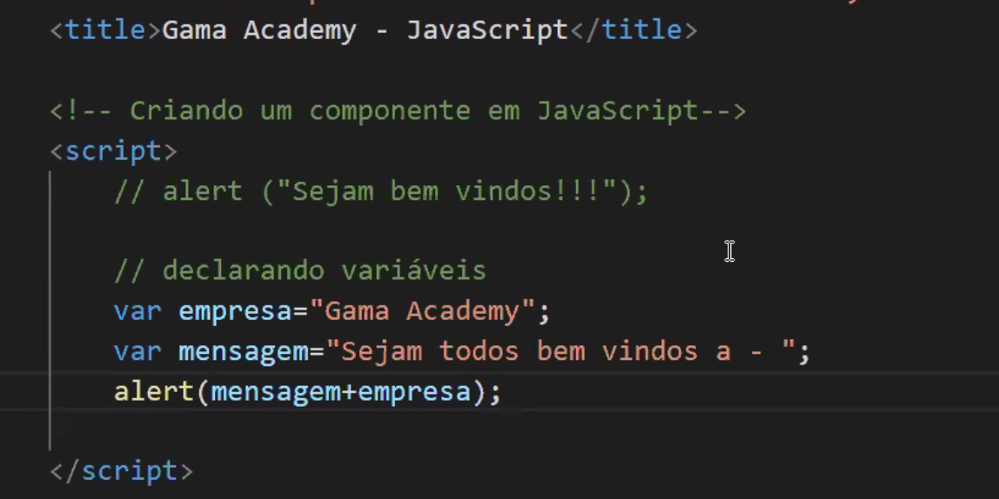 <title>Gama Academy - JavaScript</title>
<!-- Criando um componente em JavaScript-->
<script>
// alert ("Sejam bem vindos!!!");
// declarando variáveis
var empresa="Gama Academy";
var mensagem="Sejam todos bem vindos a - ";
alert(mensagem+empresa);
</script>